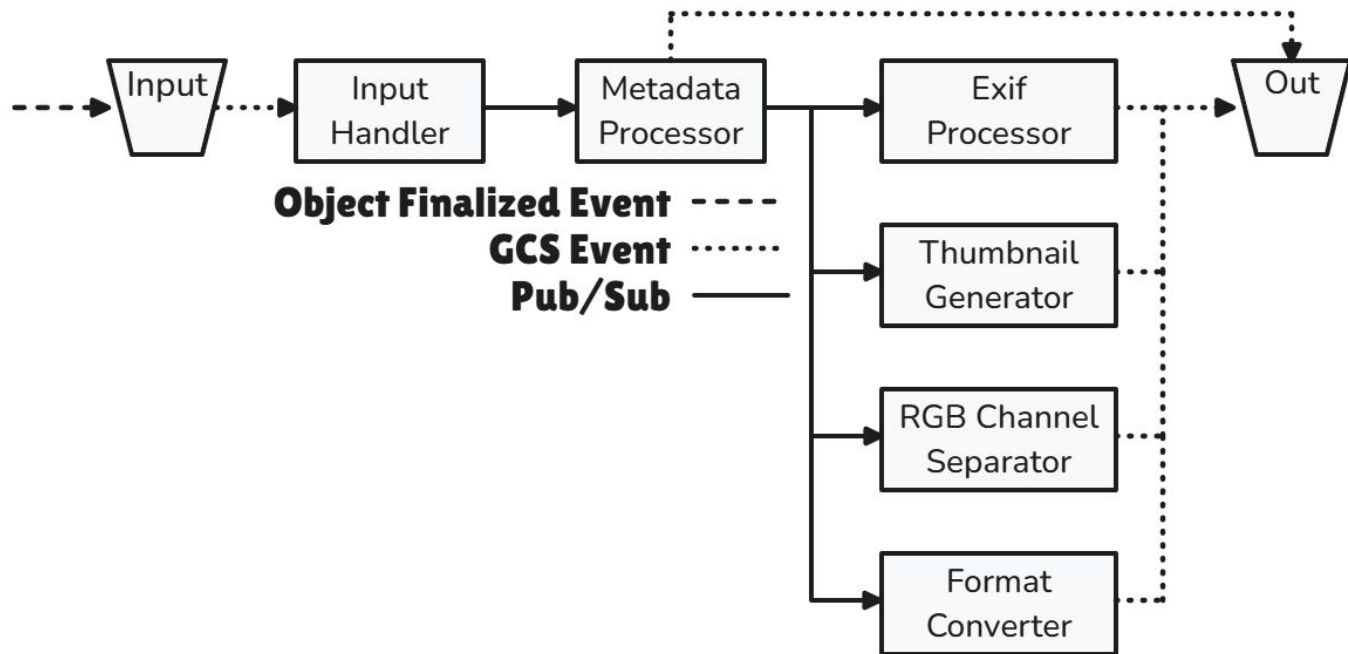 Input
Input
Handler
Metadata
Processor
Exif
Processor
Out
Object Finalized Event
GCS Event
Pub/Sub
Thumbnail
Generator
RGB Channel
Separator
Format
Converter